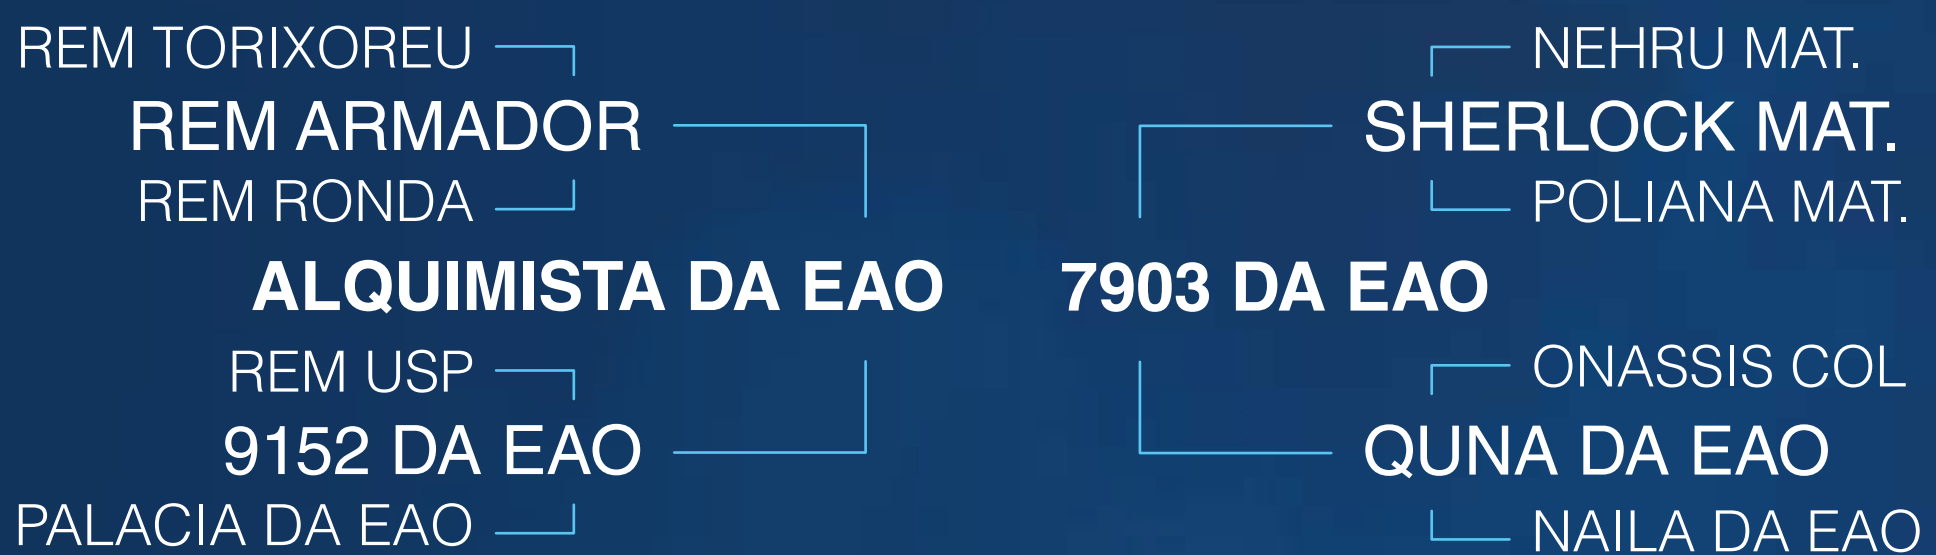 REM TORIXOREU
NEHRU MAT.
REM ARMADOR
SHERLOCK MAT.
REM RONDA
POLIANA MAT.
ALQUIMISTA DA EAO
7903 DA EAO
REM USP
ONASSIS COL
9152 DA EAO
QUNA DA EAO
PALACIA DA EAO
NAILA DA EAO